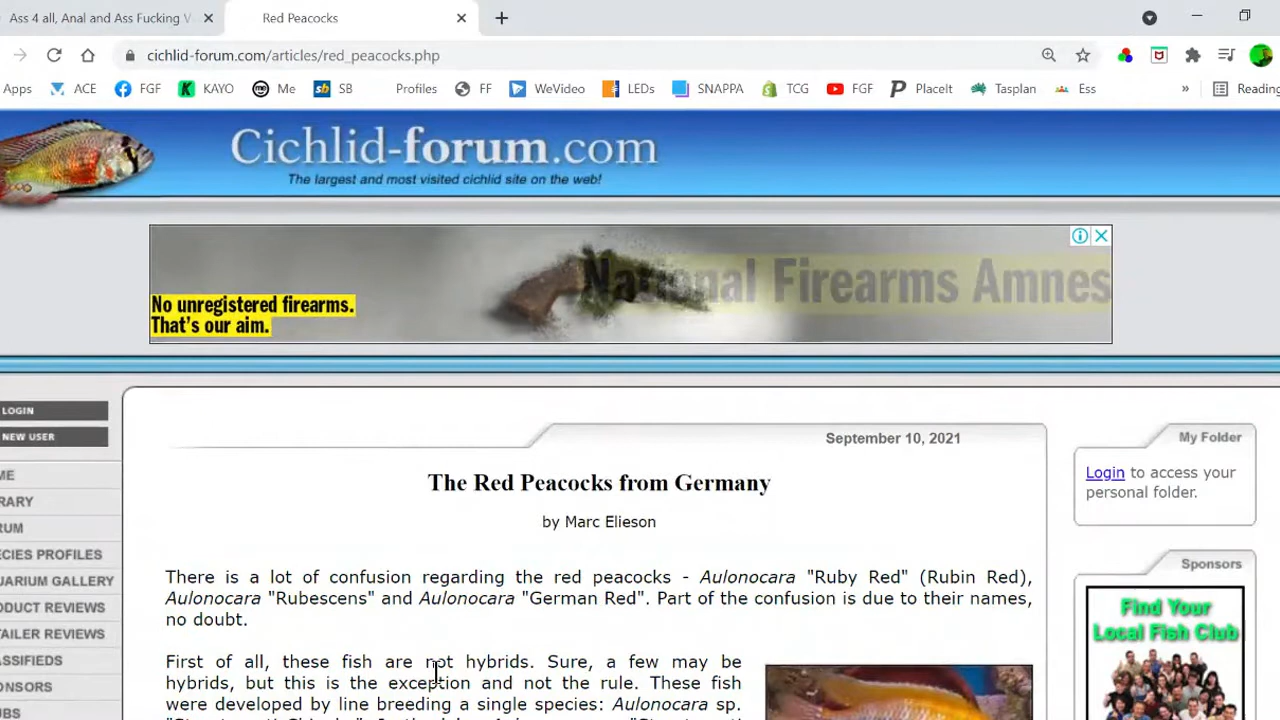 Ass 4 all, Anal and Ass Fucking V
Red Peacocks
cichlid-forum.com/articles/red_peacocks.php
Apps ACE FGF KAYO Me SB Profiles FF WeVideo LEDs SNAPPA TCG FGF PlaceIt Tasplan Ess » Reading
Cichlid-forum.com
The largest and most visited cichlid site on the web!
National Firearms Amnes
No unregistered firearms.
That's our aim.
LOGIN
NEW USER
ME
RARY
RUM
ECIES PROFILES
UARIUM GALLERY
ODUCT REVIEWS
TAILER REVIEWS
ASSIFIEDS
ONSORS
UBS
September 10, 2021
The Red Peacocks from Germany
by Marc Elieson
There is a lot of confusion regarding the red peacocks - Aulonocara "Ruby Red" (Rubin Red),
Aulonocara "Rubescens" and Aulonocara "German Red". Part of the confusion is due to their names,
no doubt.
First of all, these fish are not hybrids. Sure, a few may be
hybrids, but this is the exception and not the rule. These fish
were developed by line breeding a single species: Aulonocara sp.
My Folder
Login to access your
personal folder.
Sponsors
Find Your
Local Fish Club